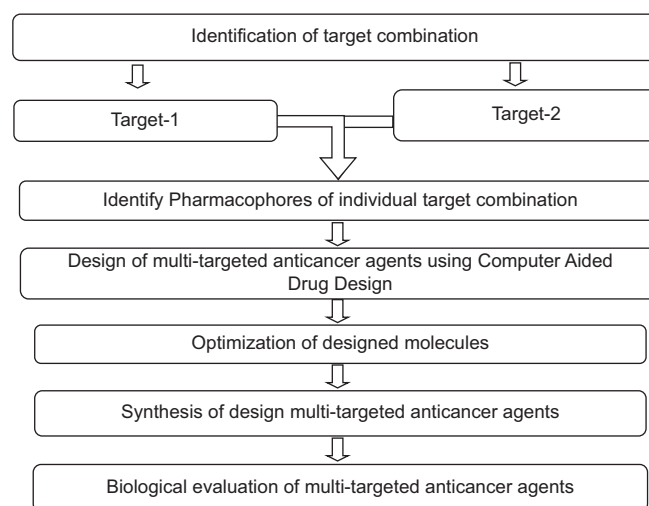 Identification of target combination
Target-1
Target-2
Identify Pharmacophores of individual target combination
Design of multi-targeted anticancer agents using Computer Aided
Drug Design
Optimization of designed molecules
Synthesis of design multi-targeted anticancer agents
Biological evaluation of multi-targeted anticancer agents